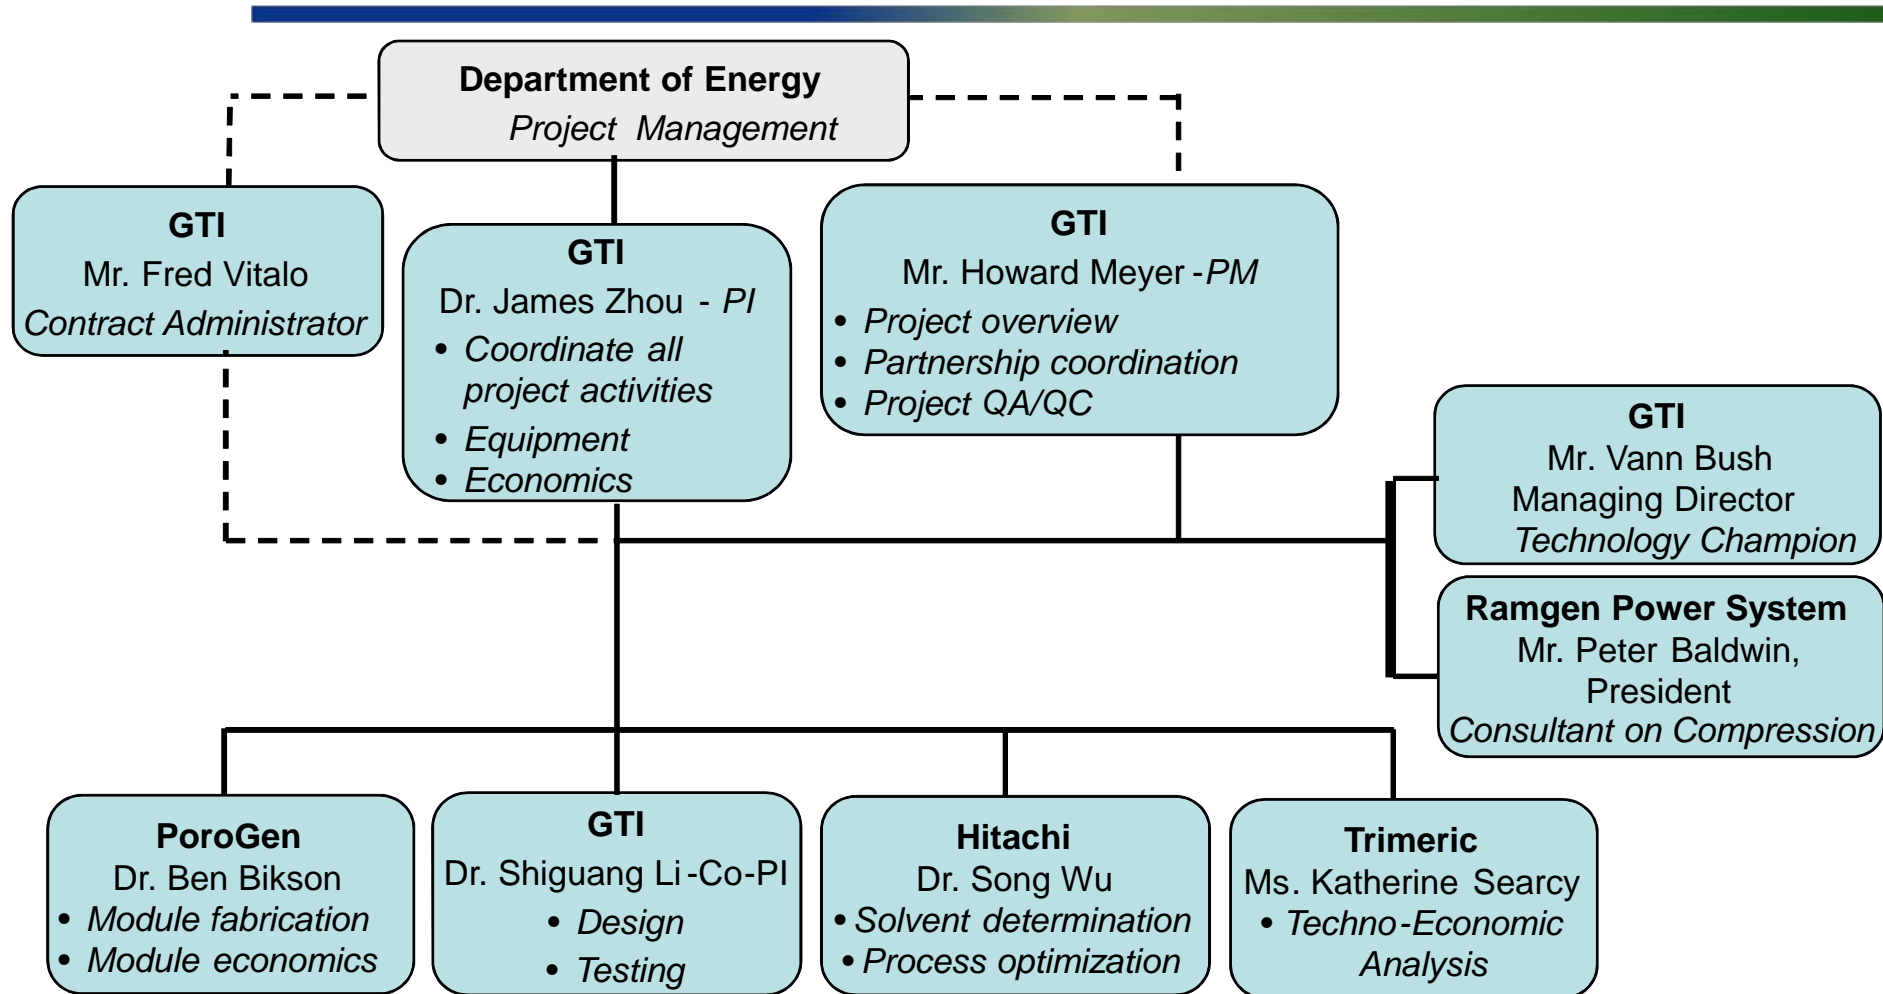 Department of Energy
Project Management
GTI
Mr. Fred Vitalo
Contract Administrator
GTI
Dr. James Zhou - PI
• Coordinate all
project activities
• Equipment
• Economics
GTI
Mr. Howard Meyer -PM
• Project overview
• Partnership coordination
• Project QA/QC
GTI
Mr. Vann Bush
Managing Director
Technology Champion
Ramgen Power System
Mr. Peter Baldwin,
President
Consultant on Compression
PoroGen
Dr. Ben Bikson
• Module fabrication
• Module economics
GTI
Dr. Shiguang Li-Co-PI
• Design
• Testing
Hitachi
Dr. Song Wu
• Solvent determination
• Process optimization
Trimeric
Ms. Katherine Searcy
• Techno-Economic
Analysis